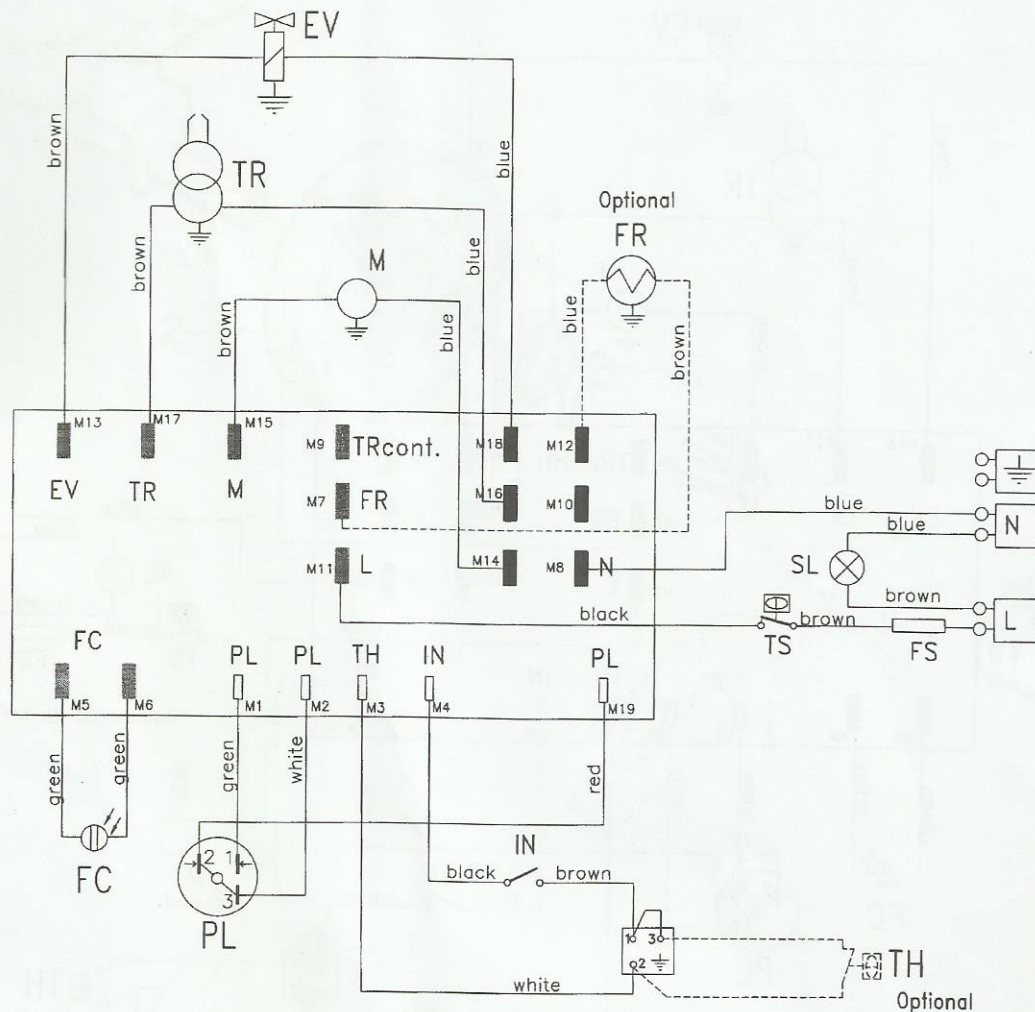 EV
brown
TR
blue
Optional
FR
M
brown
blue
blue
brown
blue
brown
M13
M17
M15
M9
TRcont.
M18
M12
EV
TR
M
M7
FR
M16
M10
blue
blue
N
M11
L
M14
M8
N
SL
brown
black
TS
brown
FS
L
FC
PL
PL
TH
IN
PL
M5
M6
M1
M2
M3
M4
M19
green
green
green
white
red
FC
2
1
3
PL
IN
black
brown
1
3
2
white
TH
Optional